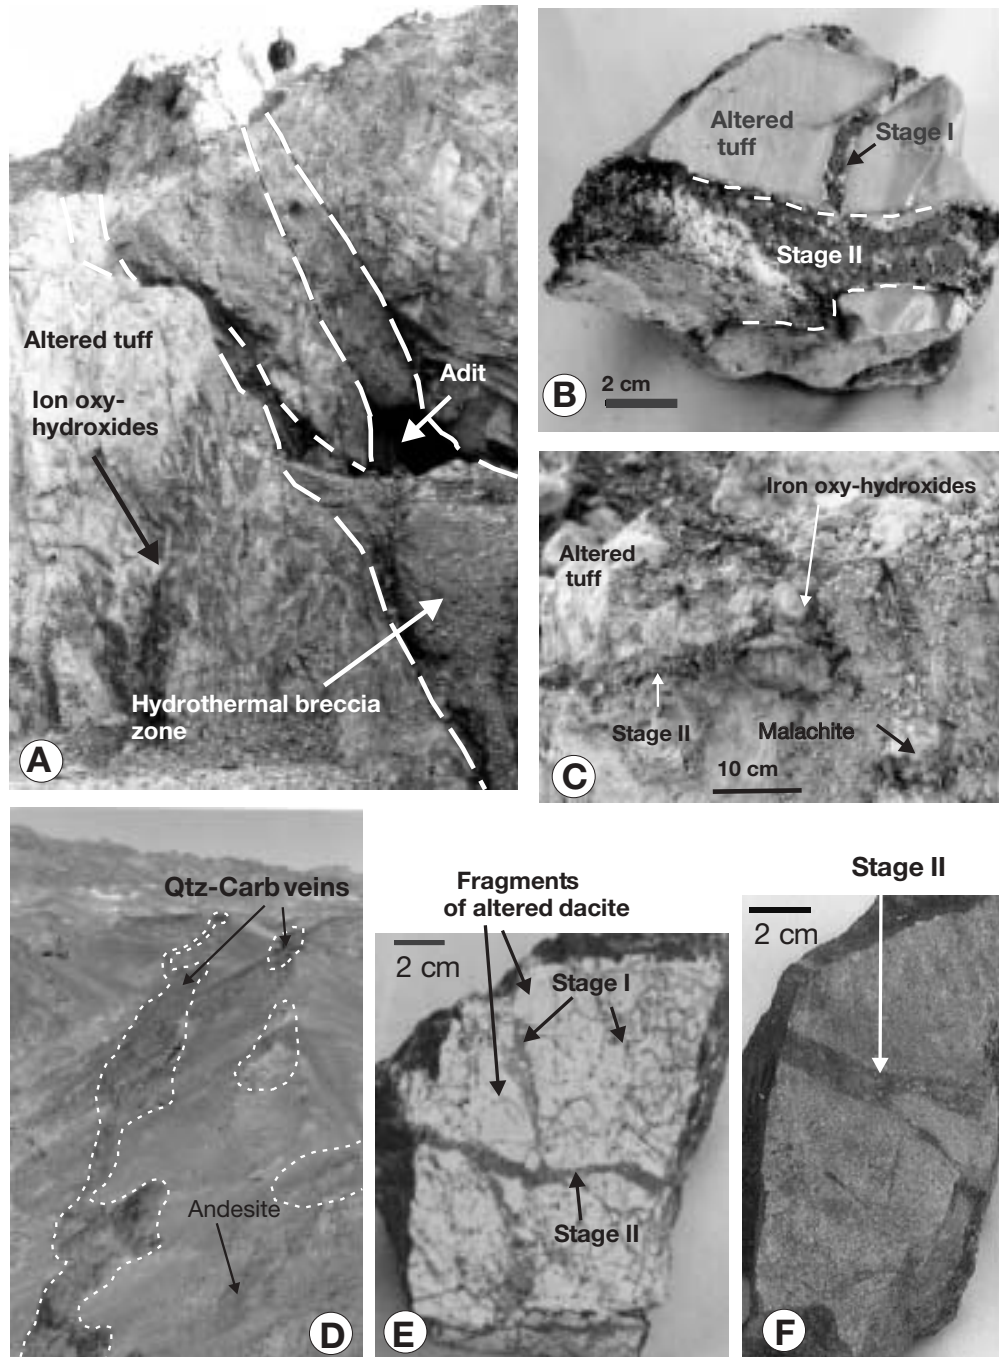 Altered tuff
Ion oxy-
hydroxides
Adit
Hydrothermal breccia
zone
A
Altered
tuff
Stage I
Stage II
B
2 cm
Iron oxy-hydroxides
Altered
tuff
Stage II
Malachite
10 cm
C
Qtz-Carb veins
Andesite
D
Fragments
of altered dacite
2 cm
Stage I
Stage II
E
Stage II
2 cm
F